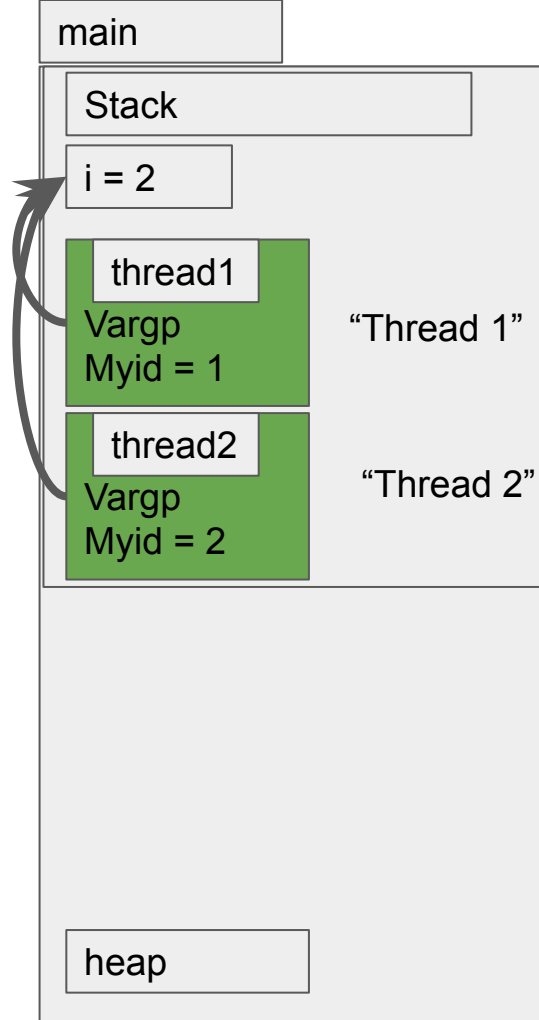 main
Stack
i = 2
thread1
Vargp
Myid = 1
“Thread 1”
thread2
Vargp
Myid = 2
“Thread 2”
heap